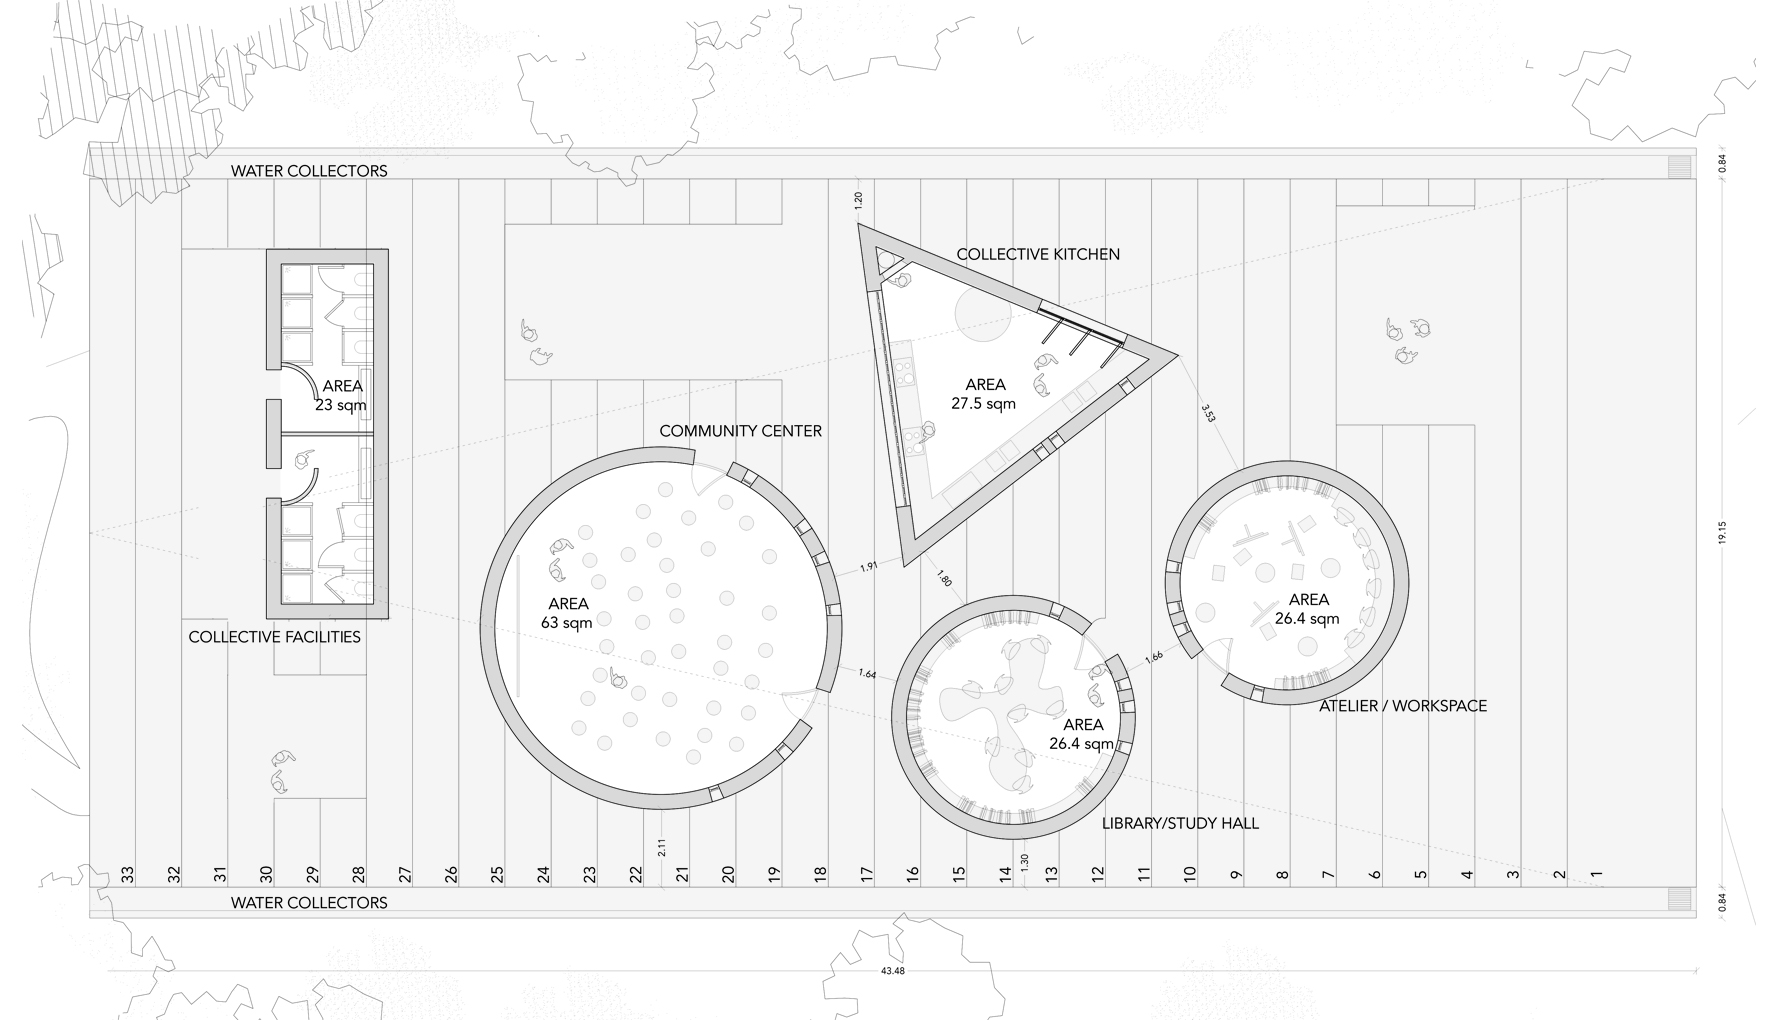 WATER COLLECTORS
0.84
1.20
COLLECTIVE KITCHEN
AREA
23 sqm
AREA
27.5 sqm
3.53
COMMUNITY CENTER
19.15
1.91
1.80
AREA
63 sqm
AREA
26.4 sqm
COLLECTIVE FACILITIES
1.64
1.66
ATELIER / WORKSPACE
AREA
26.4 sqm
LIBRARY/STUDY HALL
2.11
1.30
33 32 31 30 29 28 27 26 25 24 23 22 21 20 19 18 17 16 15 14 13 12 11 10 9 8 7 6 5 4 3 2 1
WATER COLLECTORS
0.84
43.48